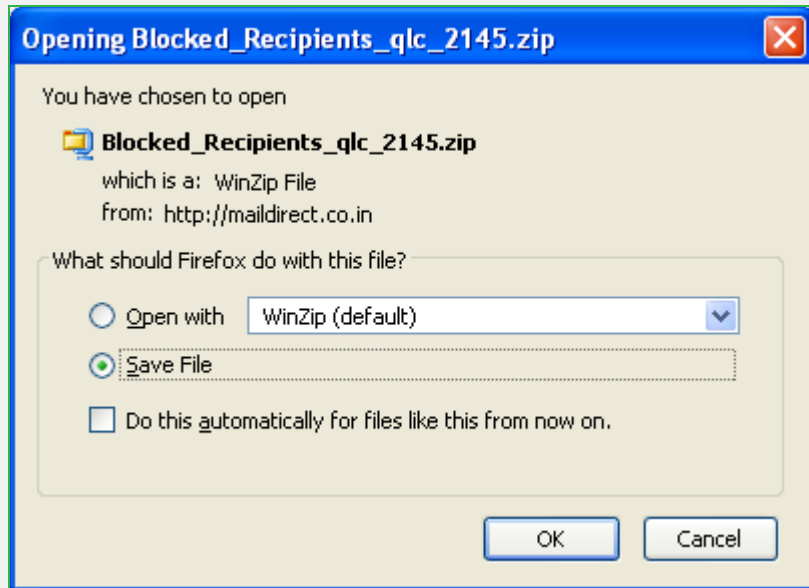 Opening Blocked_Recipients_qlc_2145.zip
You have chosen to open
Blocked_Recipients_qlc_2145.zip
which is a: WinZip File
from: http://maildirect.co.in
What should Firefox do with this file?
Open with WinZip (default)
Save File
Do this automatically for files like this from now on.
OK Cancel